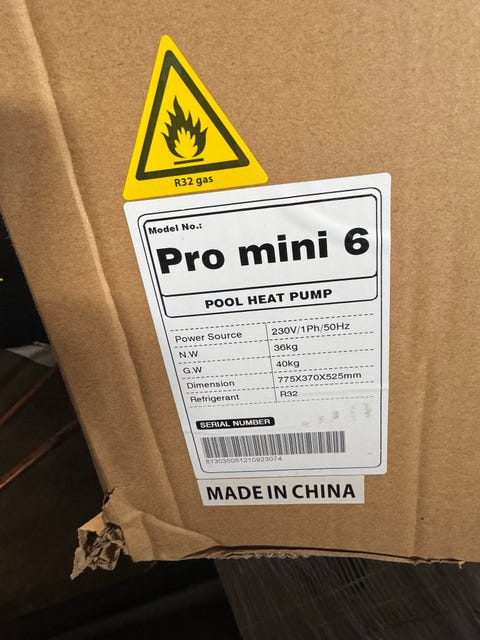 R32 gas
Model No.:
Pro mini 6
POOL HEAT PUMP
Power Source 230V/1Ph/50Hz
N.W 36kg
G.W 40kg
Dimension 775X370X525mm
Refrigerant R32
SERIAL NUMBER
813035051210923074
MADE IN CHINA